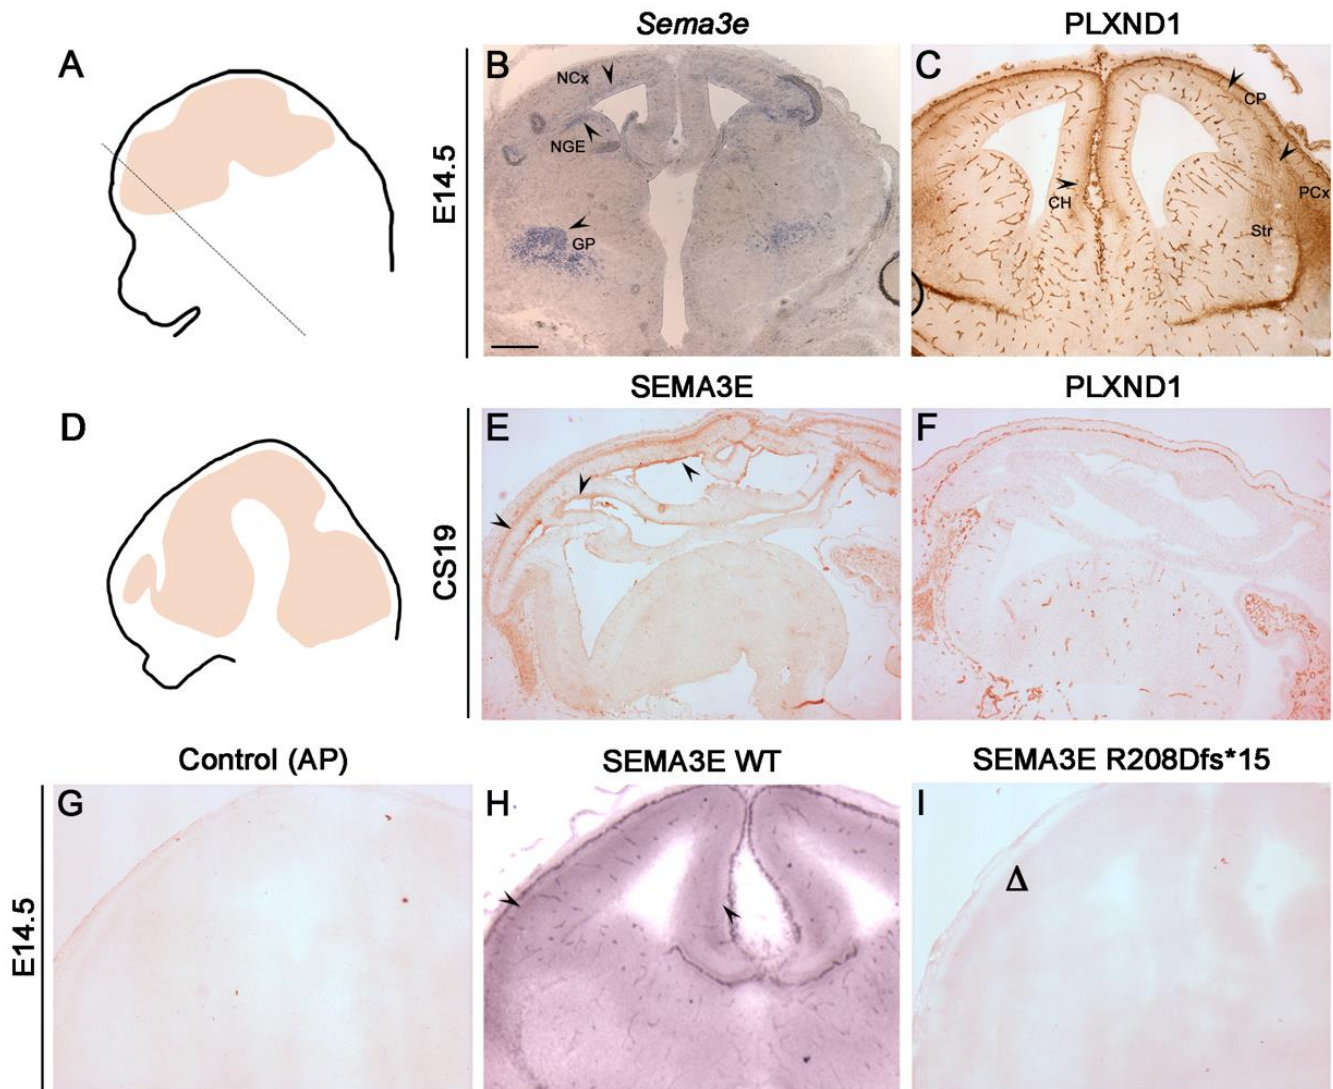 Sema3e
PLXND1
A
B
NCx
NGE
GP
C
CP
CH
PCx
Str
E14.5
SEMA3E
PLXND1
D
E
F
CS19
Control (AP)
SEMA3E WT
SEMA3E R208Dfs*15
G
H
I
Δ
E14.5